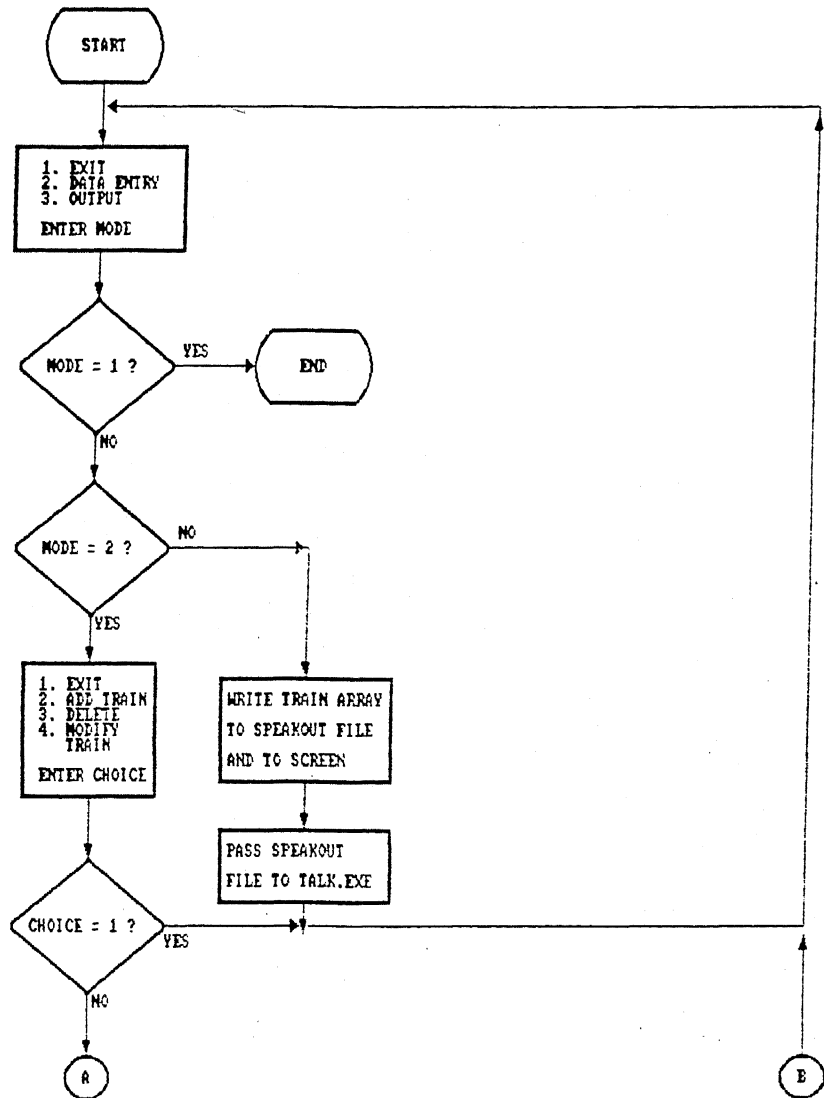 START
1. EXIT
2. DATA ENTRY
3. OUTPUT
ENTER MODE
MODE = 1 ?
YES
END
NO
MODE = 2 ?
NO
YES
1. EXIT
2. ADD TRAIN
3. DELETE
4. MODIFY
TRAIN
ENTER CHOICE
WRITE TRAIN ARRAY
TO SPEAKOUT FILE
AND TO SCREEN
PASS SPEAKOUT
FILE TO TALK.EXE
CHOICE = 1 ?
YES
NO
A
B